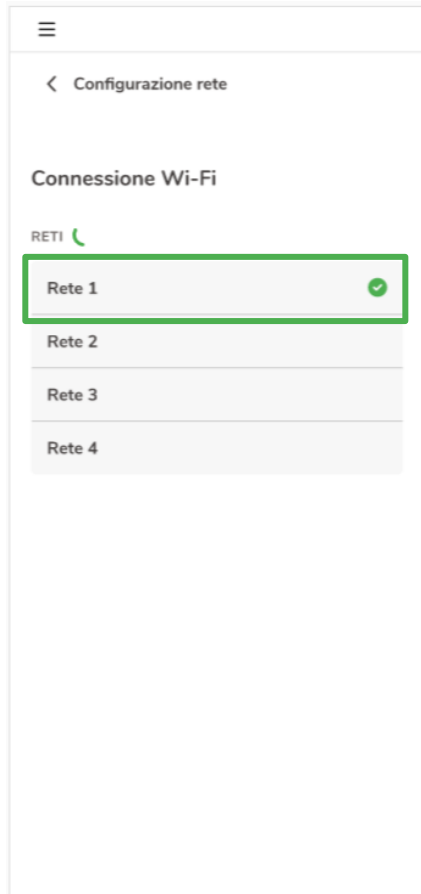 Configurazione rete
Connessione Wi-Fi
RETI
Rete 1
Rete 2
Rete 3
Rete 4